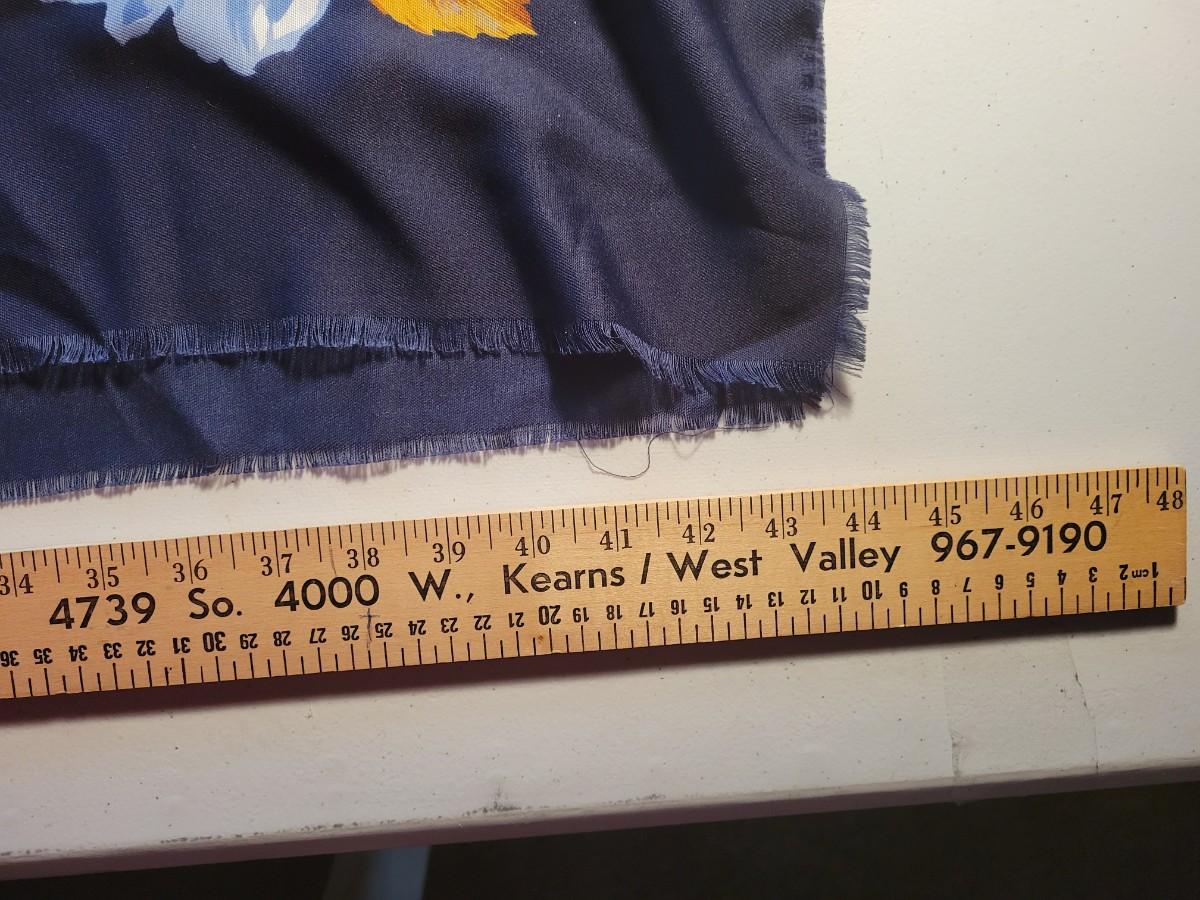 34 35 36 37 38 39 40 41 42 43 44 45 46 47 48
4739 So. 4000 W., Kearns / West Valley 967-9190
1cm 2 3 4 5 6 7 8 9 10 11 12 13 14 15 16 17 18 19 20 21 22 23 24 25 26 27 28 29 30 31 32 33 34 35 36